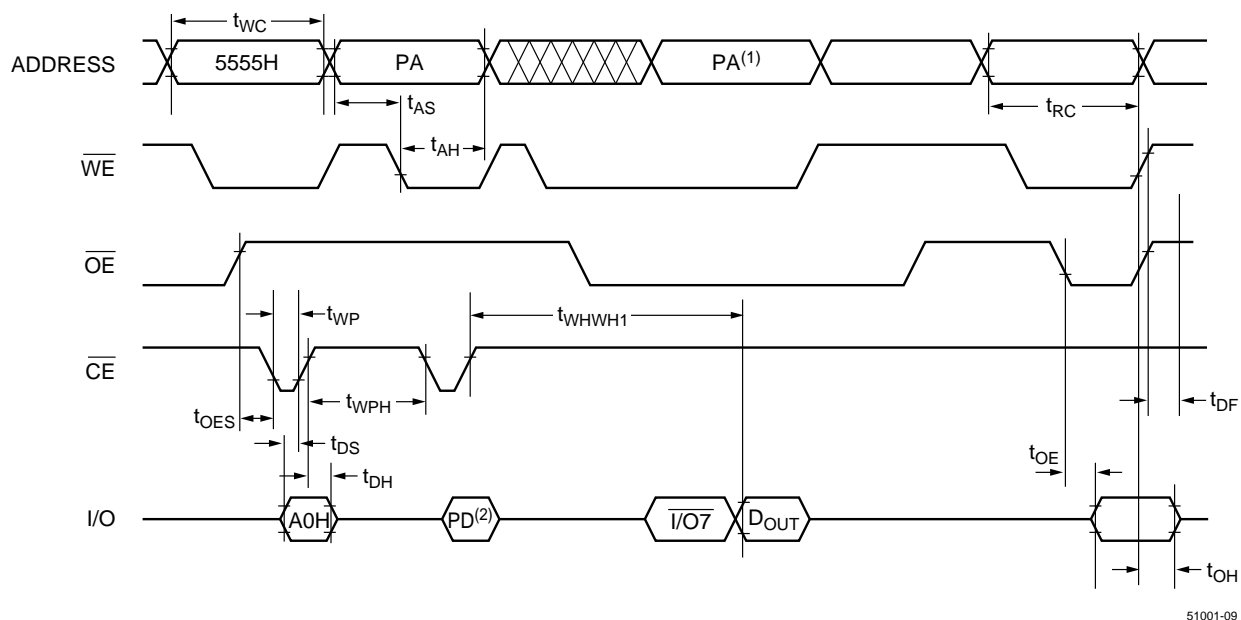 tWC
ADDRESS 5555H PA PA(1)
tAS tRC
tAH
WE
OE
tWP tWHWH1
CE
tWPH tDF
tOES
tDS tOE
tDH
I/O A0H PD(2) I/O7 DOUT
tOH
51001-09